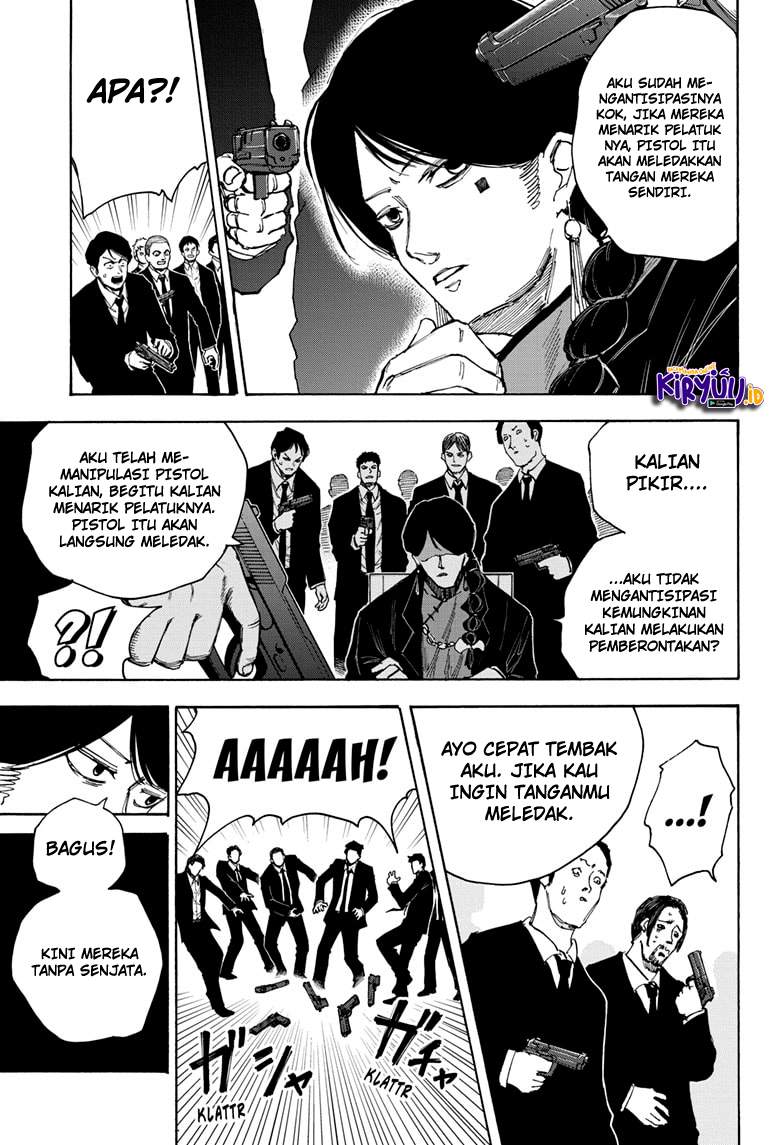 AKU SUDAH ME-
NGANTISIPASINYA
KOK, JIKA MEREKA
MENARIK PELATUK
NYA, PISTOL ITU
AKAN MELEDAKKAN
TANGAN MEREKA
SENDIRI.
APA?!
KIRYUU.ID
KALIAN
PIKIR....
...AKU TIDAK
MENGANTISIPASI
KEMUNGKINAN
KALIAN MELAKUKAN
PEMBERONTAKAN?
AKU TELAH ME-
MANIPULASI PISTOL
KALIAN, BEGITU KALIAN
MENARIK PELATUKNYA.
PISTOL ITU AKAN
LANGSUNG MELEDAK.
?!
...!
AYO CEPAT TEMBAK
AKU. JIKA KAU
INGIN TANGANMU
MELEDAK.
AAAAAH!
ガチャ
KLATTR
ガシャ
KLATTR
BAGUS!
KINI MEREKA
TANPA SENJATA.